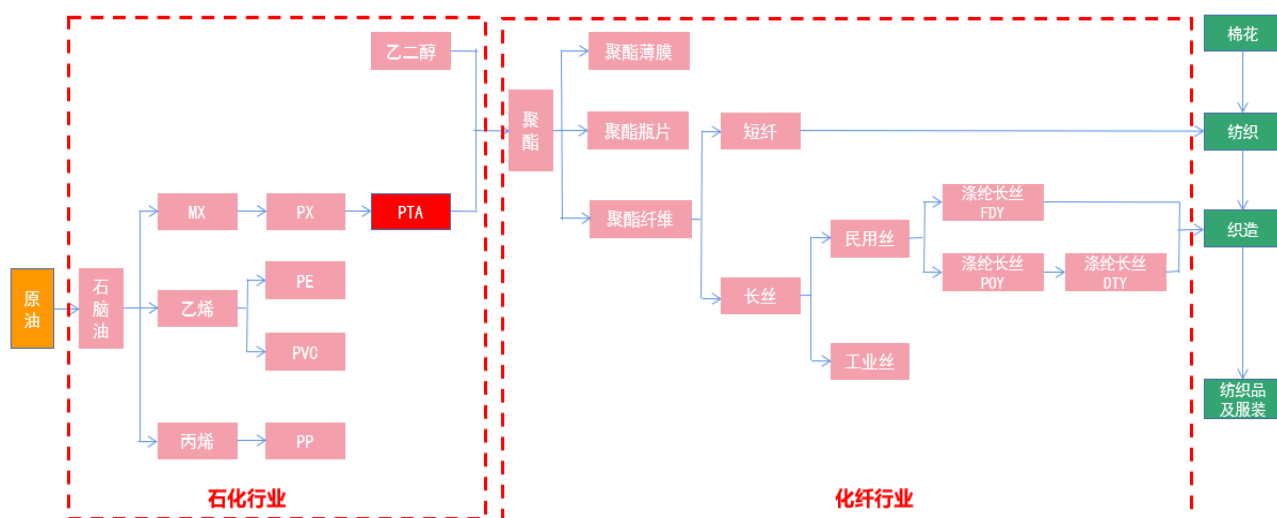 乙二醇
聚酯薄膜
棉花
聚
酯
聚酯瓶片
短纤
纺织
MX
PX
PTA
聚酯纤维
民用丝
涤纶长丝
FDY
织造
原
油
石
脑
油
乙烯
PE
PVC
长丝
涤纶长丝
POY
涤纶长丝
DTY
工业丝
纺织品
及服装
丙烯
PP
石化行业
化纤行业